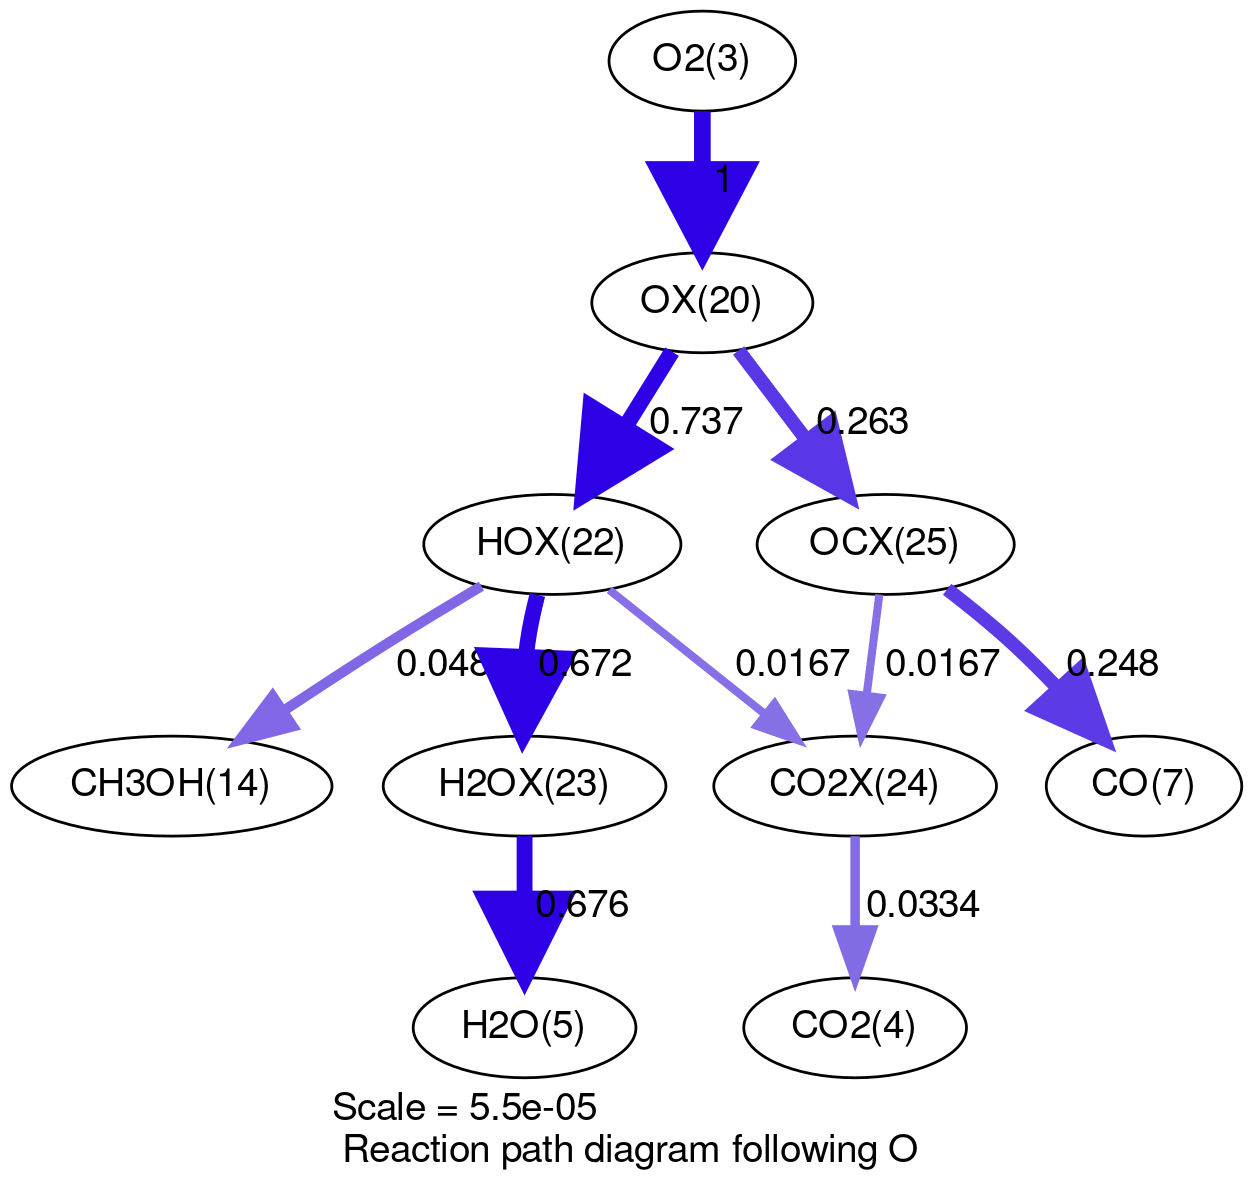 O2(3)
1
OX(20)
0.737
0.263
HOX(22)
OCX(25)
0.048
0.672
0.0167
0.0167
0.248
CH3OH(14)
H2OX(23)
CO2X(24)
CO(7)
0.676
0.0334
H2O(5)
CO2(4)
Scale = 5.5e-05
Reaction path diagram following O